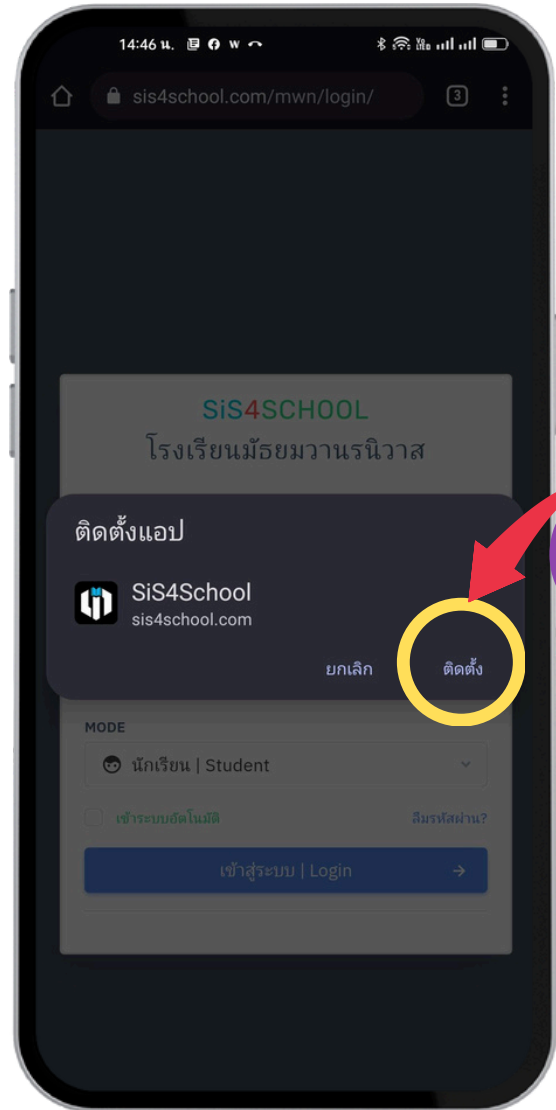 14:46 น.
sis4school.com/mwn/login/
3
SiS4SCHOOL
โรงเรียนมัธยมวานรนิวาส
ติดตั้งแอป
SiS4School
sis4school.com
ยกเลิก ติดตั้ง
MODE
นักเรียน | Student
เข้าระบบอัตโนมัติ ลืมรหัสผ่าน?
เข้าสู่ระบบ | Login →